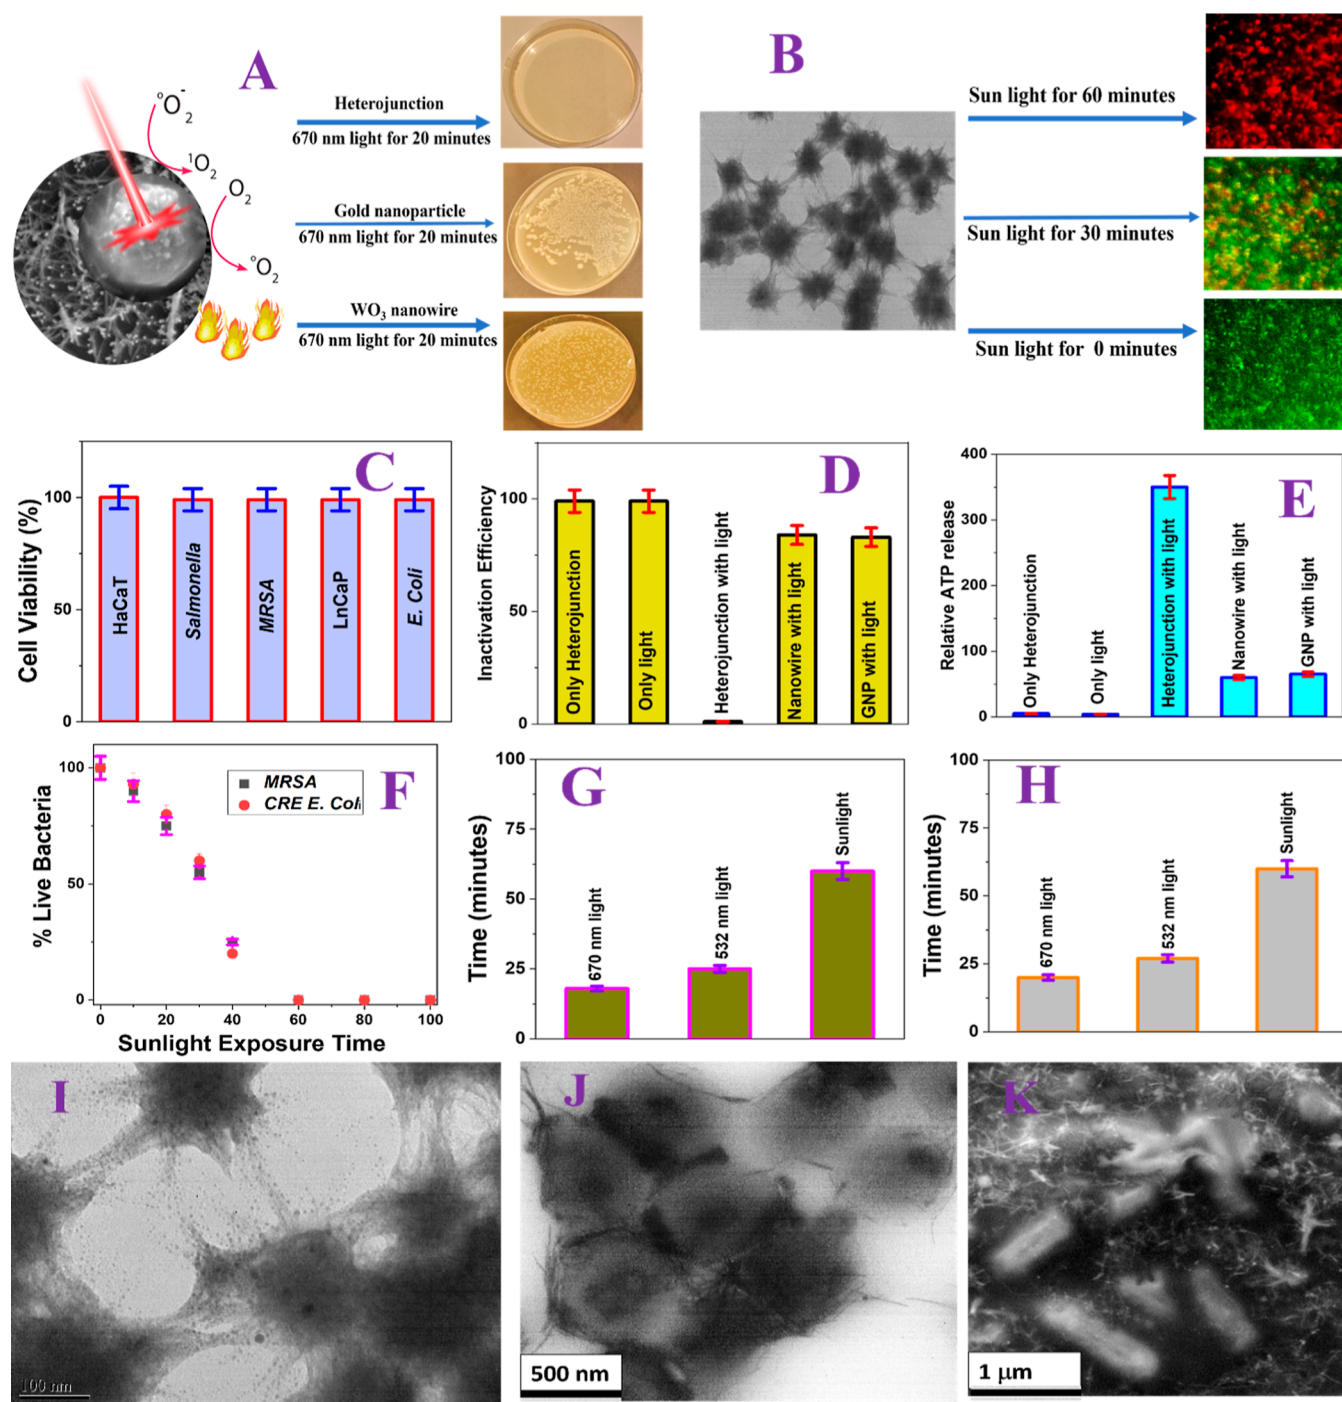 A
°O₂⁻
¹O₂
O₂
°O₂
Heterojunction
670 nm light for 20 minutes
Gold nanoparticle
670 nm light for 20 minutes
WO₃ nanowire
670 nm light for 20 minutes
B
Sun light for 60 minutes
Sun light for 30 minutes
Sun light for 0 minutes
C
Cell Viability (%)
100
50
0
HaCaT
Salmonella
MRSA
LnCaP
E. Coli
D
Inactivation Efficiency
100
50
0
Only Heterojunction
Only light
Heterojunction with light
Nanowire with light
GNP with light
E
Relative ATP release
400
300
200
100
0
Only Heterojunction
Only light
Heterojunction with light
Nanowire with light
GNP with light
F
% Live Bacteria
100
50
0
MRSA
CRE E. Coli
0 20 40 60 80 100
Sunlight Exposure Time
G
Time (minutes)
100
75
50
25
0
670 nm light
532 nm light
Sunlight
H
Time (minutes)
100
75
50
25
0
670 nm light
532 nm light
Sunlight
I
100 nm
J
500 nm
K
1 μm